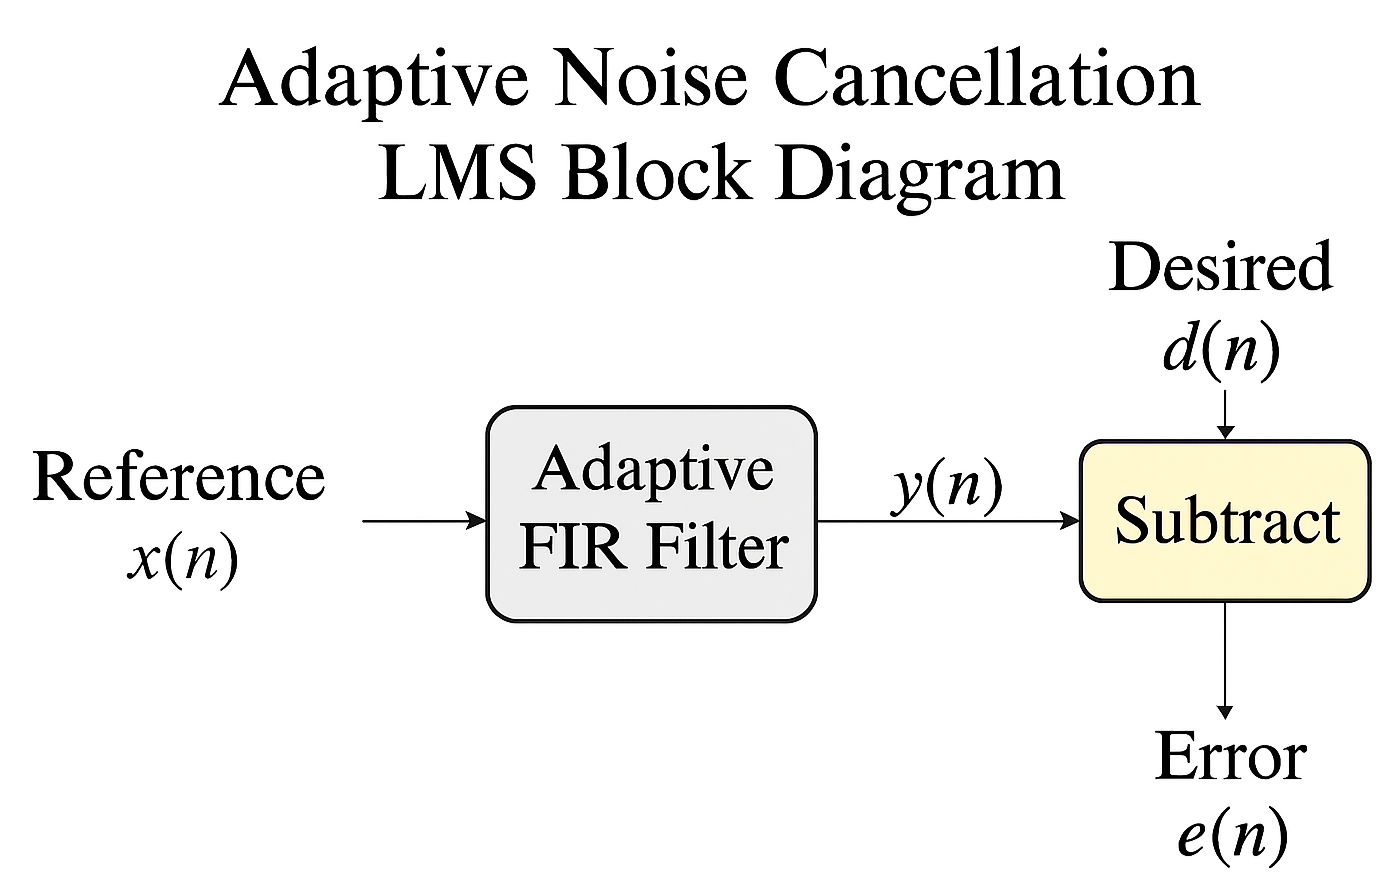 Adaptive Noise Cancellation
LMS Block Diagram
Desired
d(n)
Reference
x(n)
Adaptive
FIR Filter
y(n)
Subtract
Error
e(n)